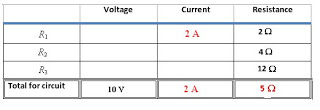 Voltage Current Resistance
R1 2 A 2 Ω
R2 4 Ω
R3 12 Ω
Total for circuit 10 V 2 A 5 Ω